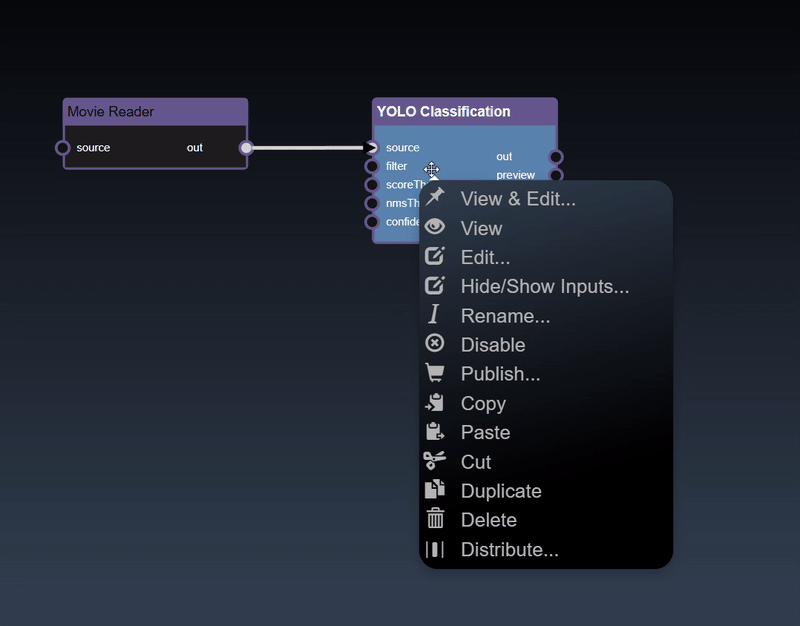 Movie Reader
source
out
YOLO Classification
source
filter
scoreTh
nmsTh
confide
out
preview
View & Edit...
View
Edit...
Hide/Show Inputs...
Rename...
Disable
Publish...
Copy
Paste
Cut
Duplicate
Delete
Distribute...